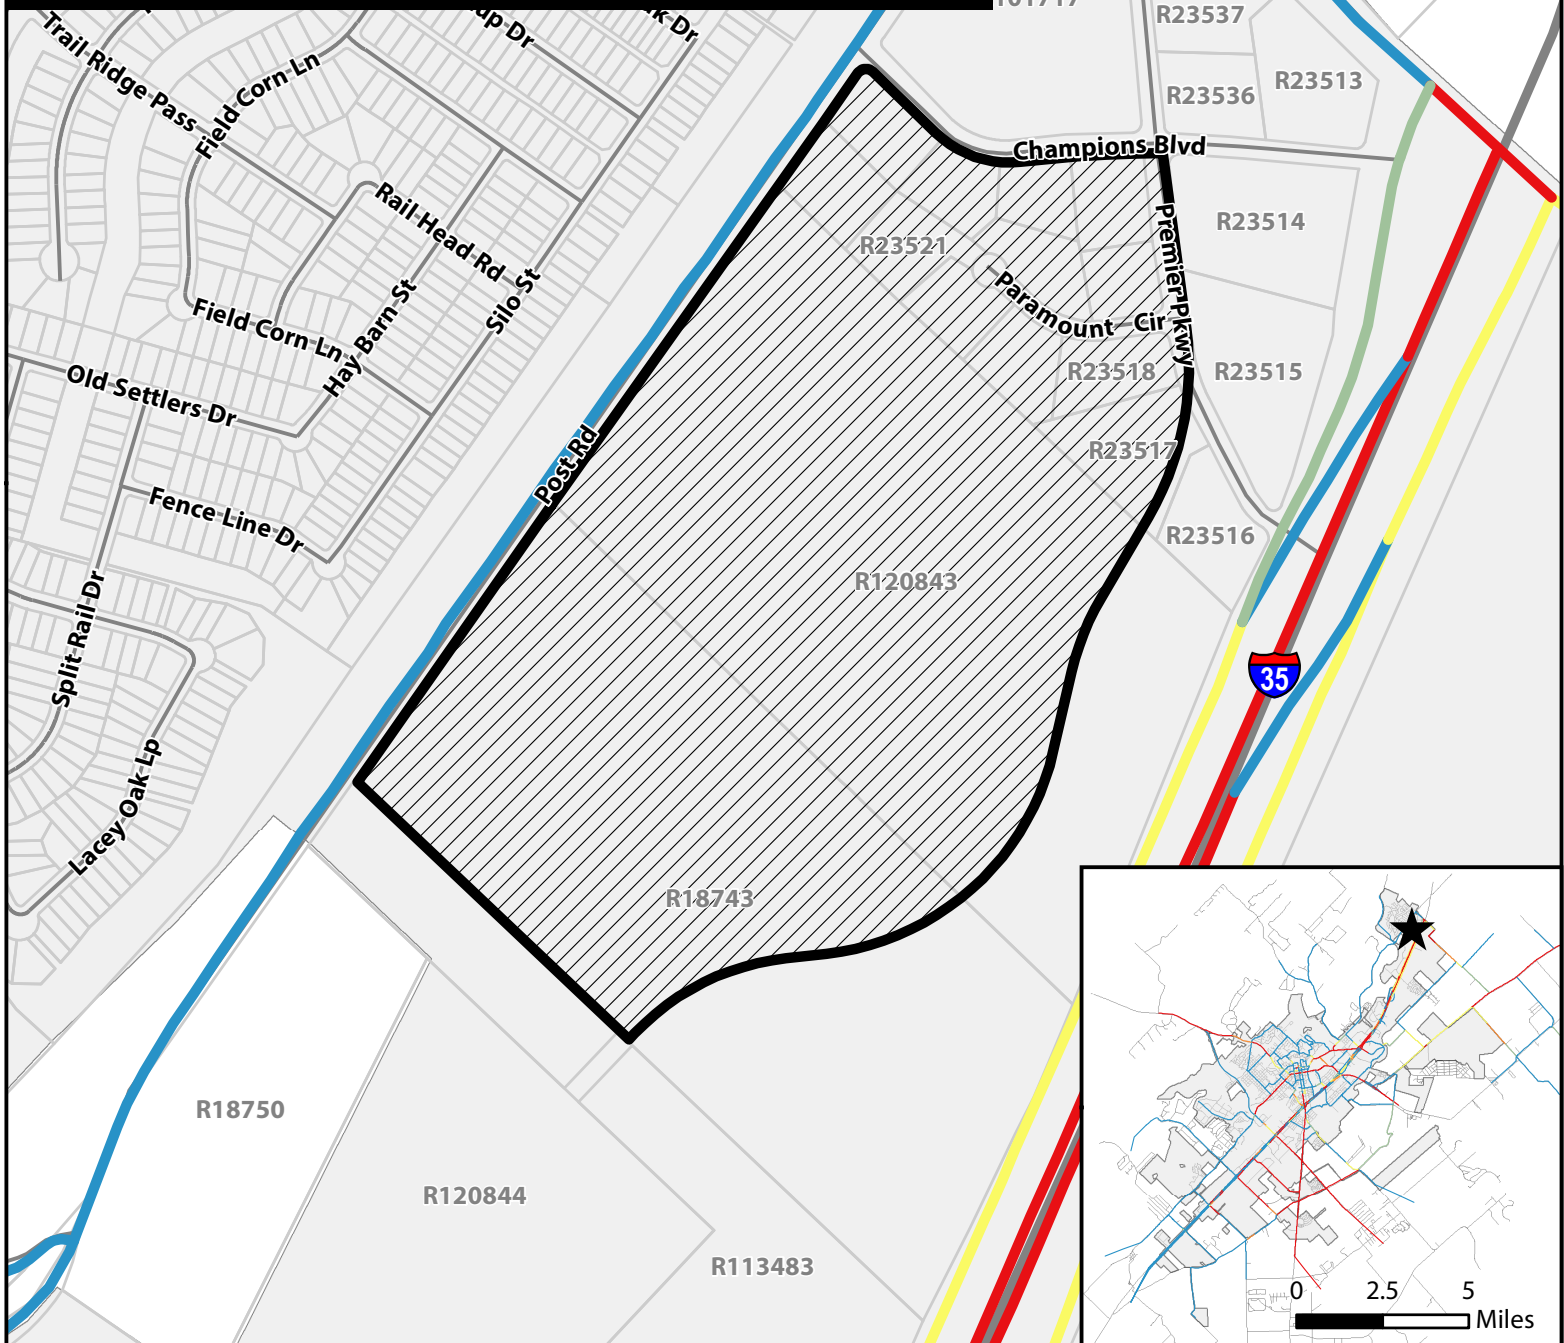 R23537
Trail Ridge Pass
Field Corn Ln
R23536
R23513
Champions Blvd
Rail Head Rd
Premier Pkwy
R23514
R23521
Silo St
Hay Barn St
Field Corn Ln
Paramount Cir
Old Settlers Dr
R23518
R23515
Post Rd
R23517
Fence Line Dr
R23516
R120843
Split Rail Dr
35
Lacey Oak Lp
R18743
R18750
R120844
R113483
0 2.5 5
Miles